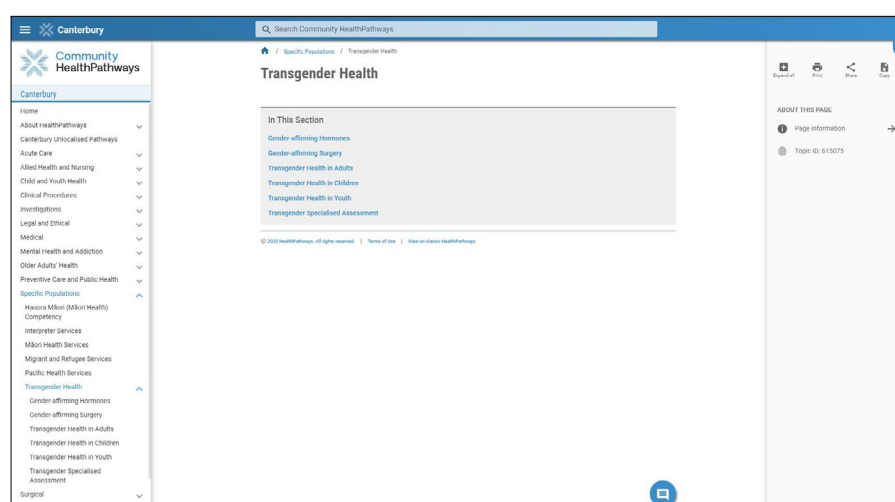 Canterbury
Search Community HealthPathways
Community
HealthPathways
Canterbury
Home
About HealthPathways
Canterbury Unlocalised Pathways
Acute Care
Allied Health and Nursing
Child and Youth Health
Clinical Procedures
Investigations
Legal and Ethical
Medical
Mental Health and Addiction
Older Adults' Health
Preventive Care and Public Health
Specific Populations
Hauora Māori (Māori Health)
Competency
Interpreter Services
Māori Health Services
Migrant and Refugee Services
Pacific Health Services
Transgender Health
Gender-affirming Hormones
Gender-affirming Surgery
Transgender Health in Adults
Transgender Health in Children
Transgender Health in Youth
Transgender Specialised
Assessment
Surgical
/ Specific Populations / Transgender Health
Transgender Health
In This Section
Gender-affirming Hormones
Gender-affirming Surgery
Transgender Health in Adults
Transgender Health in Children
Transgender Health in Youth
Transgender Specialised Assessment
© 2020 HealthPathways. All rights reserved. | Terms of Use | View on classic HealthPathways
Expand all Print Share Copy
ABOUT THIS PAGE
Page information
Topic ID: 615075